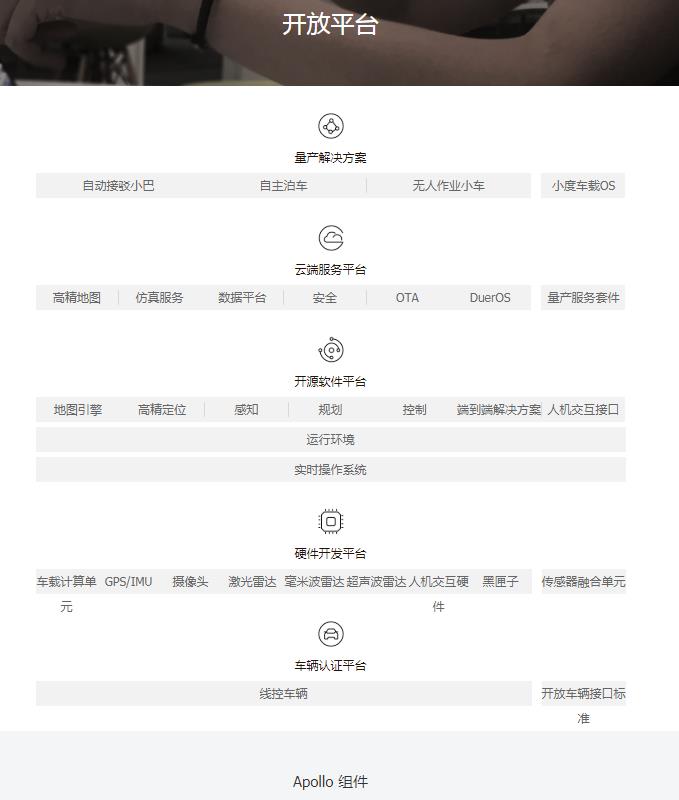 开放平台
量产解决方案
自动接驳小巴 自主泊车 无人作业小车 小度车载OS
云端服务平台
高精地图 仿真服务 数据平台 安全 OTA DuerOS 量产服务套件
开源软件平台
地图引擎 高精定位 感知 规划 控制 端到端解决方案 人机交互接口
运行环境
实时操作系统
硬件开发平台
车载计算单 GPS/IMU 摄像头 激光雷达 毫米波雷达 超声波雷达 人机交互硬 黑匣子 传感器融合单元
元 件
车辆认证平台
线控车辆 开放车辆接口标
准
Apollo 组件